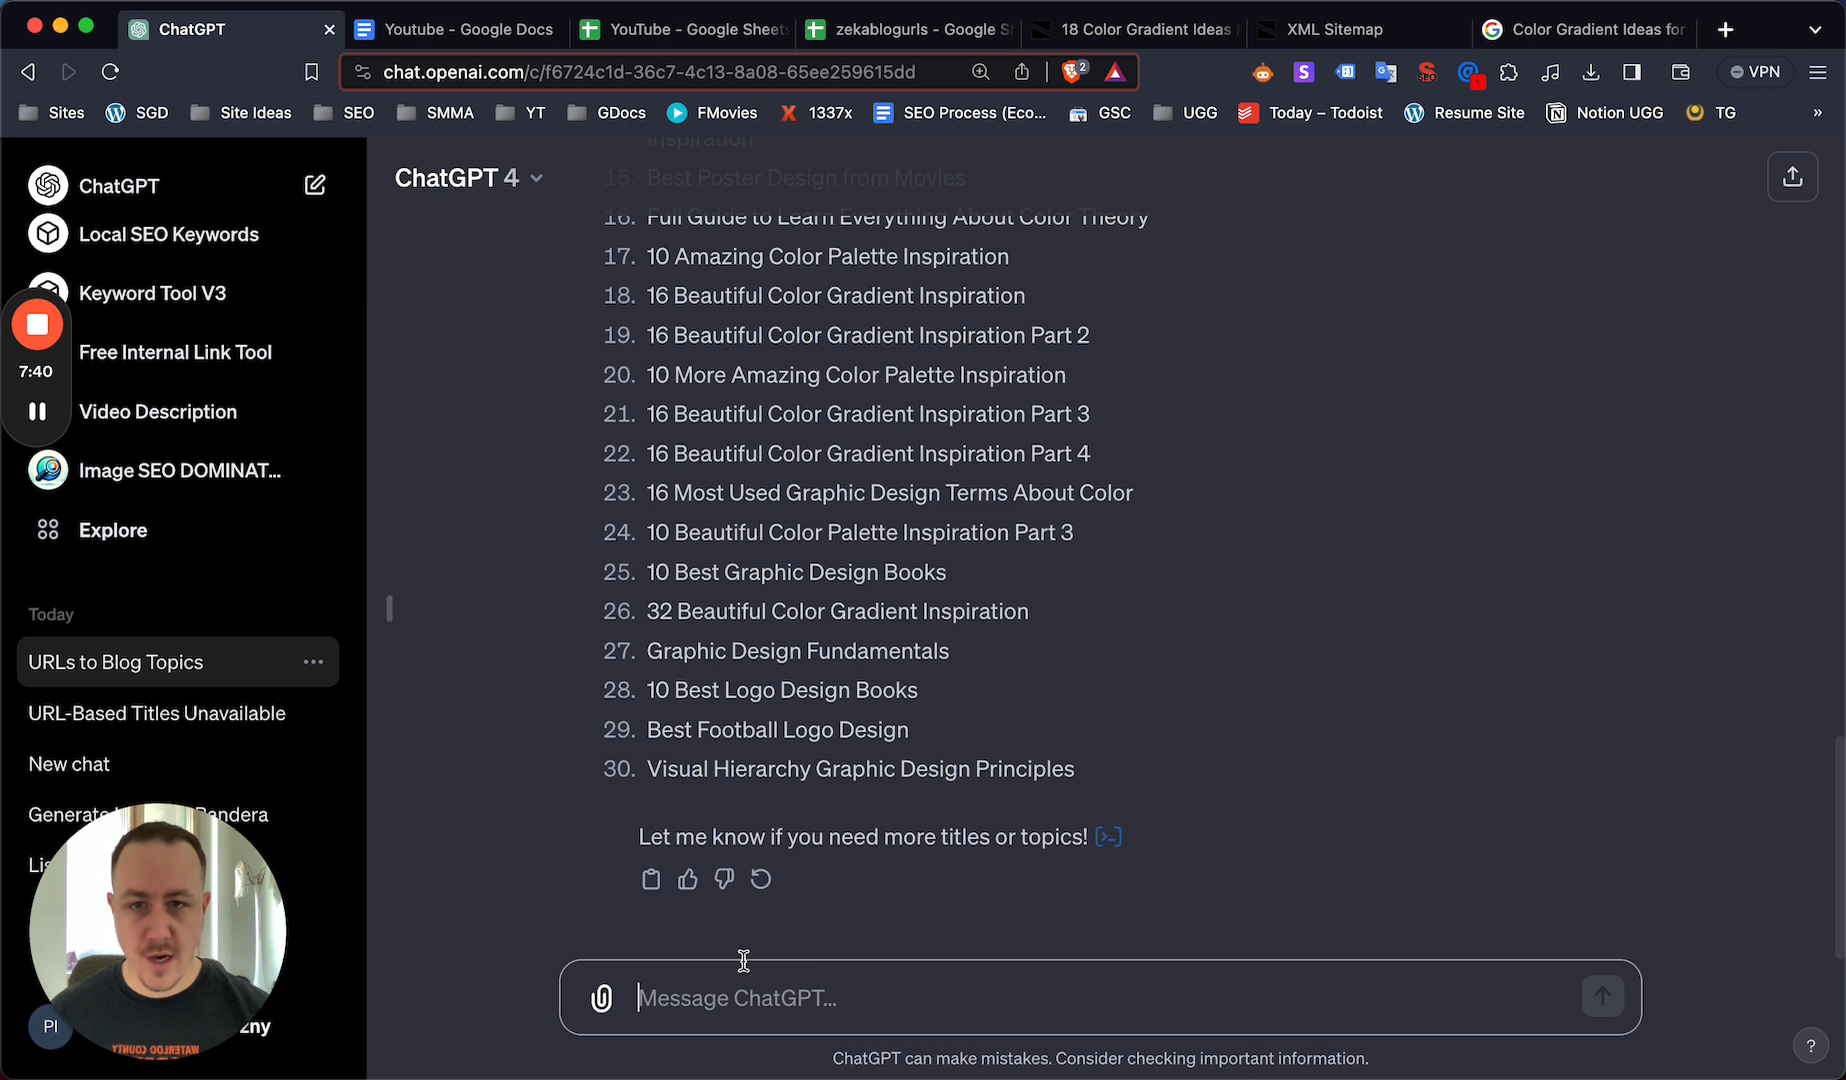 ChatGPT
Youtube - Google Docs
YouTube - Google Sheets
zekablogurls - Google S
18 Color Gradient Ideas
XML Sitemap
Color Gradient Ideas for
chat.openai.com/c/f6724c1d-36c7-4c13-8a08-65ee259615dd
2
S
SEO
1
VPN
Sites
SGD
Site Ideas
SEO
SMMA
YT
GDocs
FMovies
1337x
SEO Process (Eco...
GSC
UGG
Today – Todoist
Resume Site
Notion UGG
TG
»
ChatGPT
Local SEO Keywords
Keyword Tool V3
7:40
Free Internal Link Tool
Video Description
Image SEO DOMINAT...
Explore
Today
URLs to Blog Topics
URL-Based Titles Unavailable
New chat
Generate
andera
PI
zny
WATERLOO COUNTY
ChatGPT 4
Inspiration
15. Best Poster Design from Movies
16. Full Guide to Learn Everything About Color Theory
17. 10 Amazing Color Palette Inspiration
18. 16 Beautiful Color Gradient Inspiration
19. 16 Beautiful Color Gradient Inspiration Part 2
20. 10 More Amazing Color Palette Inspiration
21. 16 Beautiful Color Gradient Inspiration Part 3
22. 16 Beautiful Color Gradient Inspiration Part 4
23. 16 Most Used Graphic Design Terms About Color
24. 10 Beautiful Color Palette Inspiration Part 3
25. 10 Best Graphic Design Books
26. 32 Beautiful Color Gradient Inspiration
27. Graphic Design Fundamentals
28. 10 Best Logo Design Books
29. Best Football Logo Design
30. Visual Hierarchy Graphic Design Principles
Let me know if you need more titles or topics! [>-]
Message ChatGPT...
ChatGPT can make mistakes. Consider checking important information.
?